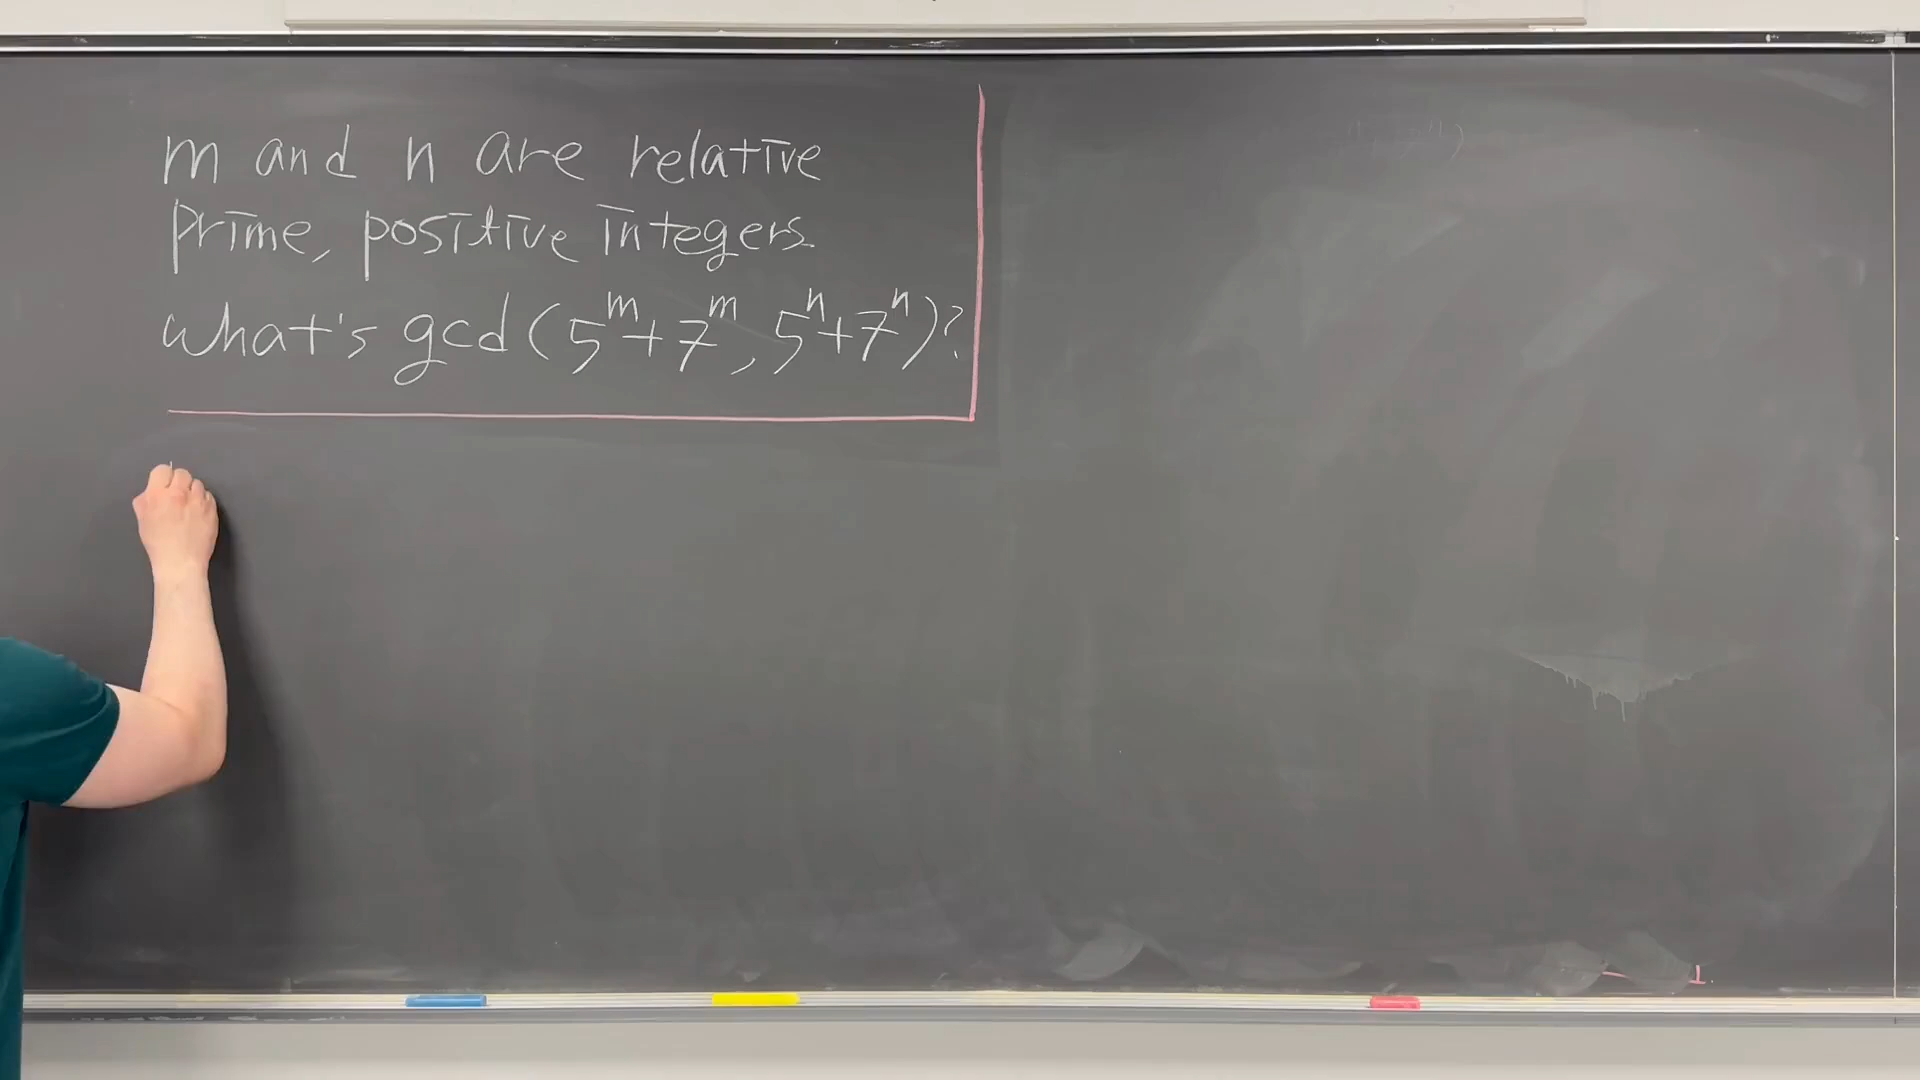 m and n are relative
prime, positive integers.
what's gcd (5^m+7^m, 5^n+7^n)?